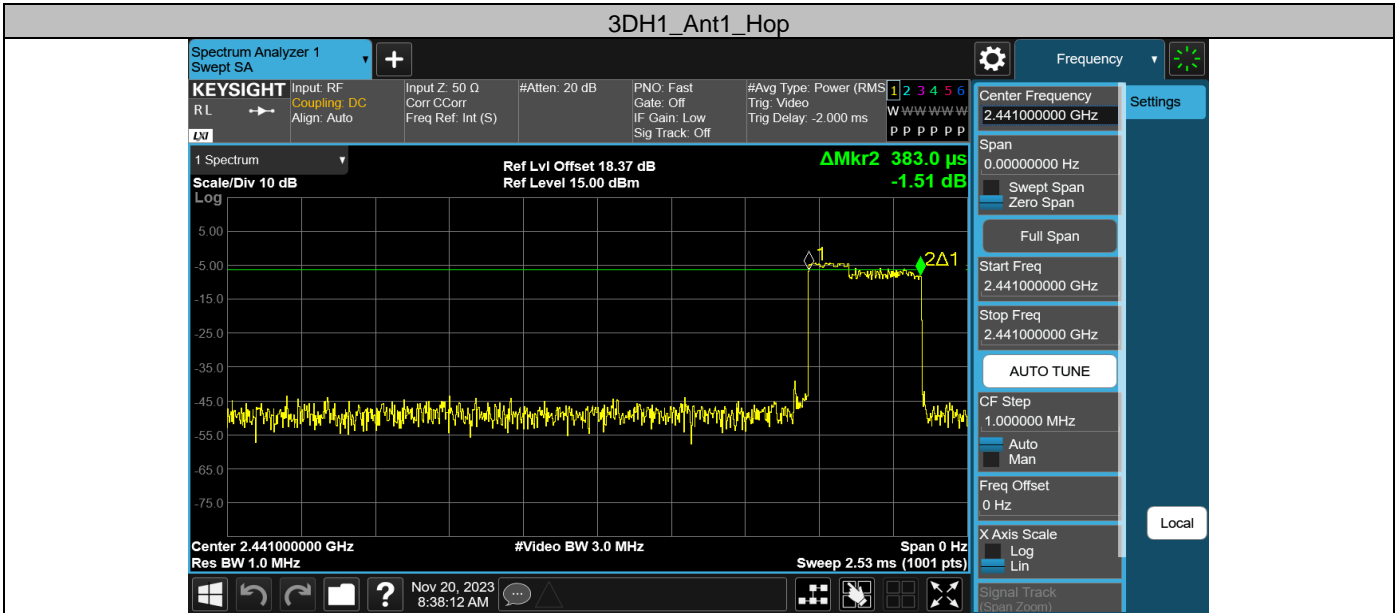 3DH1_Ant1_Hop
Spectrum Analyzer 1
Swept SA
Frequency
KEYSIGHT
RL
LXI
Input: RF
Coupling: DC
Align: Auto
Input Z: 50 Ω
Corr CCorr
Freq Ref: Int (S)
#Atten: 20 dB
PNO: Fast
Gate: Off
IF Gain: Low
Sig Track: Off
#Avg Type: Power (RMS
Trig: Video
Trig Delay: -2.000 ms
1 2 3 4 5 6
W W W W W W
P P P P P P
1 Spectrum
Scale/Div 10 dB
Log
Ref Lvl Offset 18.37 dB
Ref Level 15.00 dBm
ΔMkr2 383.0 µs
-1.51 dB
5.00
-5.00
-15.0
-25.0
-35.0
-45.0
-55.0
-65.0
-75.0
1
2Δ1
Center 2.441000000 GHz
Res BW 1.0 MHz
#Video BW 3.0 MHz
Span 0 Hz
Sweep 2.53 ms (1001 pts)
Center Frequency
2.441000000 GHz
Settings
Span
0.00000000 Hz
Swept Span
Zero Span
Full Span
Start Freq
2.441000000 GHz
Stop Freq
2.441000000 GHz
AUTO TUNE
CF Step
1.000000 MHz
Auto
Man
Freq Offset
0 Hz
X Axis Scale
Log
Lin
Local
Signal Track
(Span Zoom)
?
Nov 20, 2023
8:38:12 AM